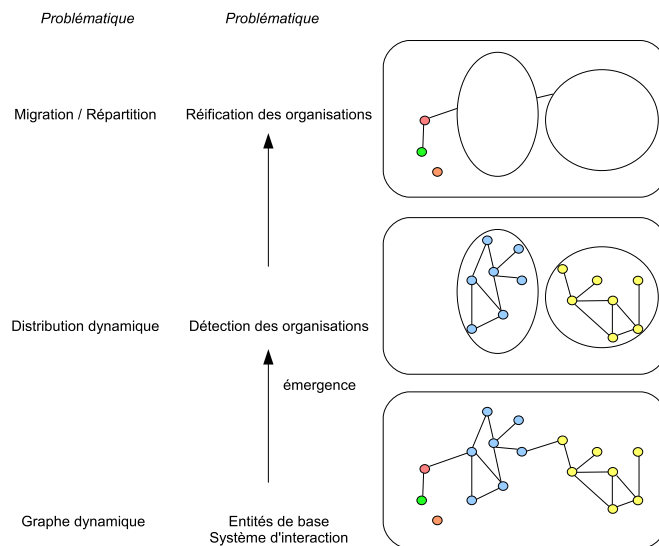 Problématique Problématique
Migration / Répartition Réification des organisations
Distribution dynamique Détection des organisations
émergence
Graphe dynamique Entités de base
Système d'interaction